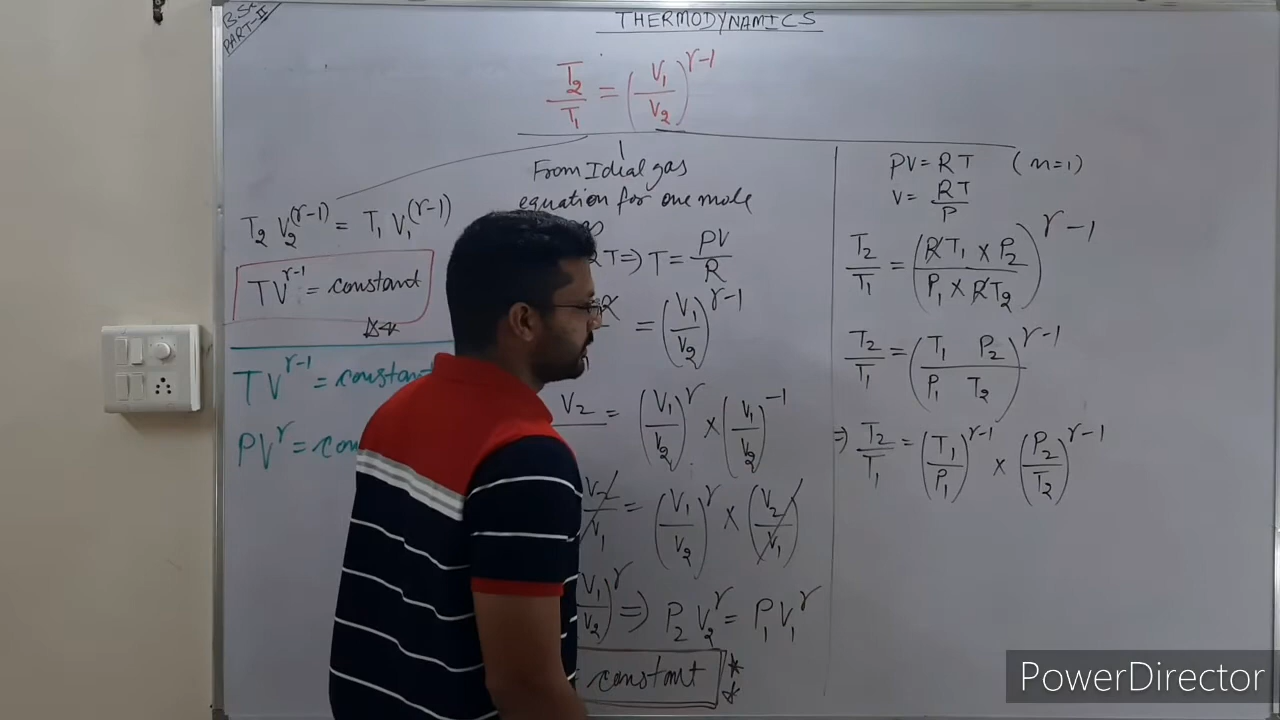 B.Sc
PART-II
THERMODYNAMICS
T₂/T₁ = (V₁/V₂)^γ-1
T₂ V₂^(γ-1) = T₁ V₁^(γ-1)
TV^γ-1 = constant
TV^γ-1 = constant
PV^γ =
From Idial gas
equation for one mole
T ⇒ T = PV/R
= (V₁/V₂)^γ-1
V₂ = (V₁/V₂)^γ × (V₁/V₂)^-1
V₂/V₁ = (V₁/V₂)^γ × (V₂/V₁)
(V₁/V₂)^γ ⇒ P₂ V₂^γ = P₁ V₁^γ
constant
PV = RT (n=1)
V = RT/P
T₂/T₁ = (RT₁ × P₂/P₁ × RT₂)^γ-1
T₂/T₁ = (T₁ P₂/P₁ T₂)^γ-1
⇒ T₂/T₁ = (T₁/P₁)^γ-1 × (P₂/T₂)^γ-1
PowerDirector